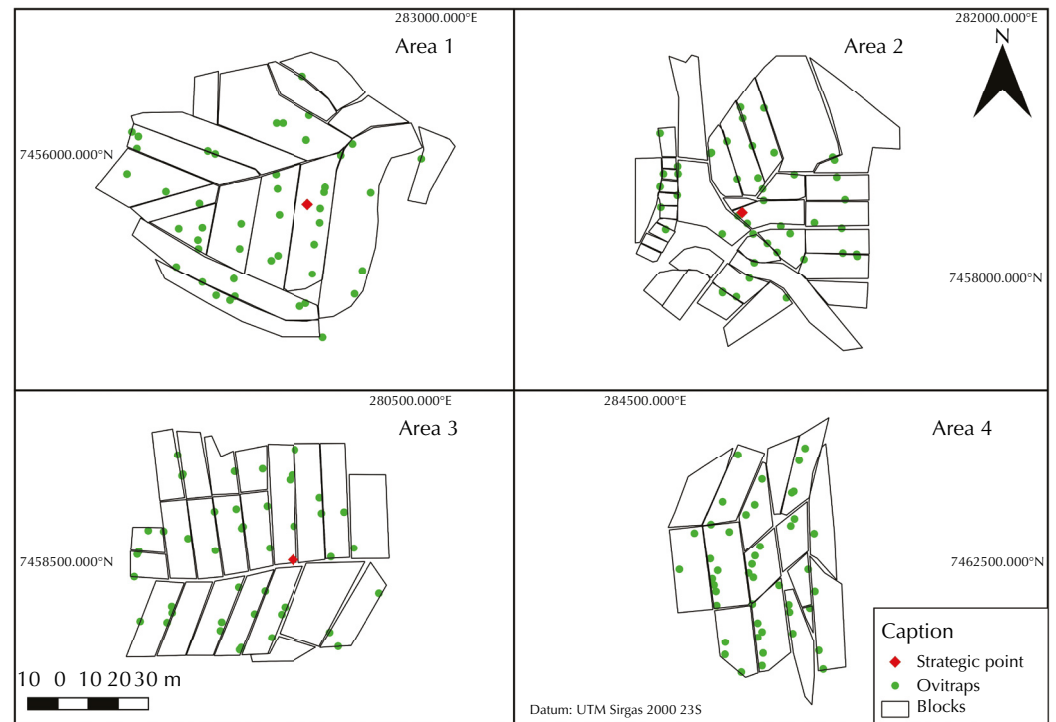 283000.000°E
Area 1
7456000.000°N
282000.000°E
Area 2
N
7458000.000°N
280500.000°E
Area 3
7458500.000°N
10 0 10 20 30 m
284500.000°E
Area 4
7462500.000°N
Datum: UTM Sirgas 2000 23S
Caption
Strategic point
Ovitraps
Blocks